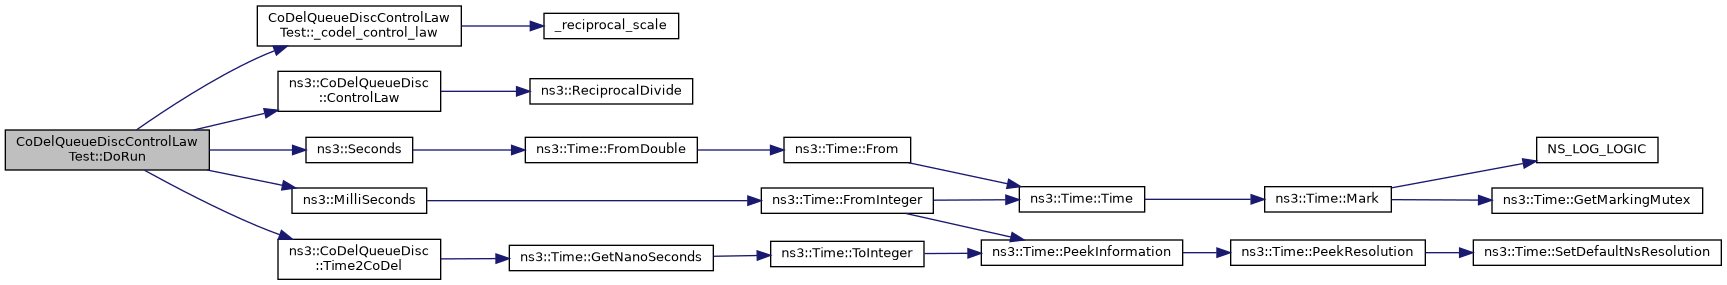 CoDelQueueDiscControlLaw
Test::DoRun
CoDelQueueDiscControlLaw
Test::_codel_control_law
_reciprocal_scale
ns3::CoDelQueueDisc
::ControlLaw
ns3::ReciprocalDivide
ns3::Seconds
ns3::Time::FromDouble
ns3::Time::From
ns3::MilliSeconds
ns3::Time::FromInteger
ns3::Time::Time
ns3::Time::Mark
NS_LOG_LOGIC
ns3::Time::GetMarkingMutex
ns3::CoDelQueueDisc
::Time2CoDel
ns3::Time::GetNanoSeconds
ns3::Time::ToInteger
ns3::Time::PeekInformation
ns3::Time::PeekResolution
ns3::Time::SetDefaultNsResolution